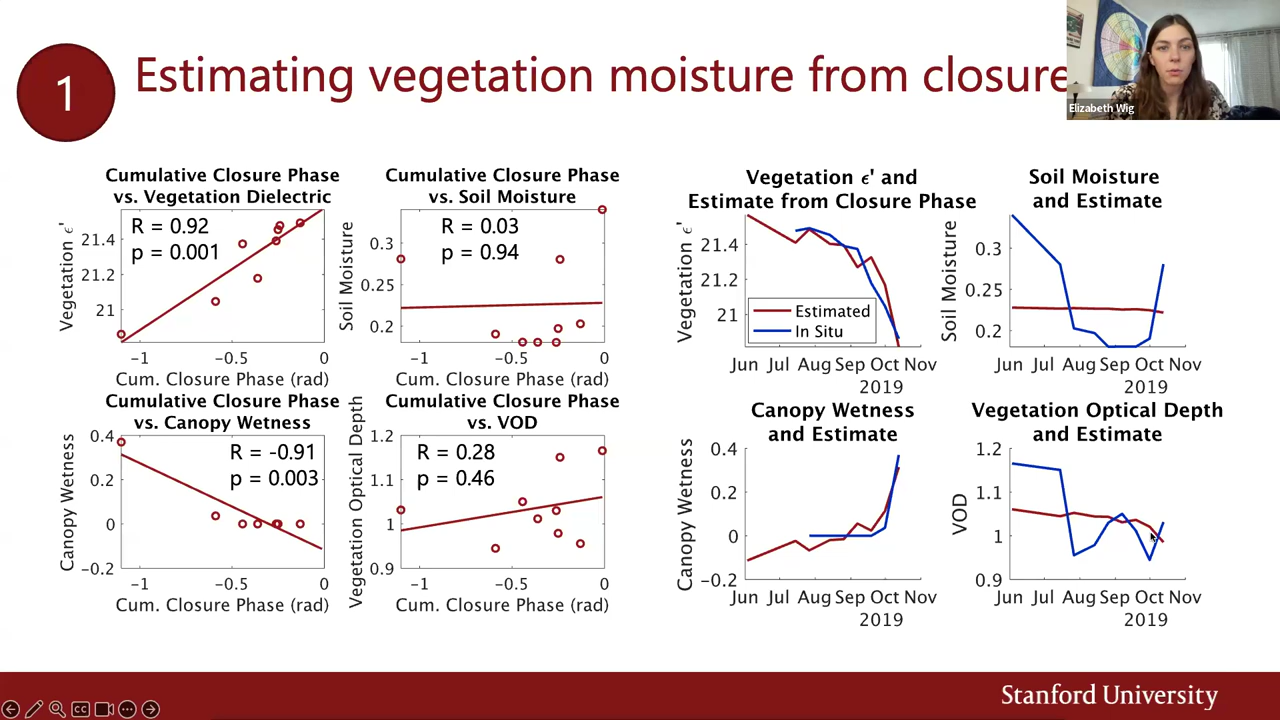 1
Estimating vegetation moisture from closure
Elizabeth Wig
Cumulative Closure Phase
vs. Vegetation Dielectric
R = 0.92
p = 0.001
Vegetation ϵ'
21.4
21.2
21
-1
-0.5
0
Cum. Closure Phase (rad)
Cumulative Closure Phase
vs. Soil Moisture
R = 0.03
p = 0.94
Soil Moisture
0.3
0.25
0.2
-1
-0.5
0
Cum. Closure Phase (rad)
Vegetation ϵ' and
Estimate from Closure Phase
Vegetation ϵ'
21.4
21.2
21
Estimated
In Situ
Jun Jul Aug Sep Oct Nov
2019
Soil Moisture
and Estimate
Soil Moisture
0.3
0.25
0.2
Jun Jul Aug Sep Oct Nov
2019
Cumulative Closure Phase
vs. Canopy Wetness
R = -0.91
p = 0.003
Canopy Wetness
0.4
0.2
0
-0.2
-1
-0.5
0
Cum. Closure Phase (rad)
Cumulative Closure Phase
vs. VOD
R = 0.28
p = 0.46
Vegetation Optical Depth
1.2
1.1
1
0.9
-1
-0.5
0
Cum. Closure Phase (rad)
Canopy Wetness
and Estimate
Canopy Wetness
0.4
0.2
0
-0.2
Jun Jul Aug Sep Oct Nov
2019
Vegetation Optical Depth
and Estimate
VOD
1.2
1.1
1
0.9
Jun Jul Aug Sep Oct Nov
2019
CC
Stanford University